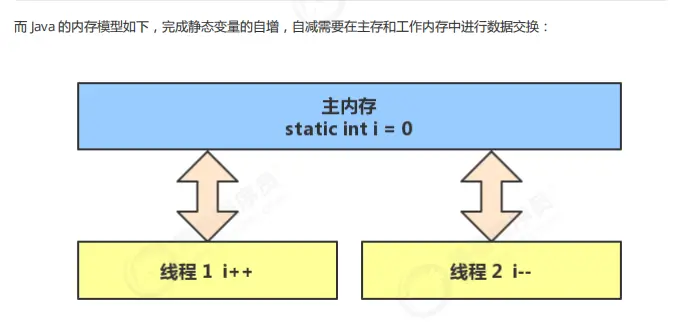 而 Java 的内存模型如下，完成静态变量的自增，自减需要在主存和工作内存中进行数据交换：
主内存
static int i = 0
线程 1  i++
线程 2  i--